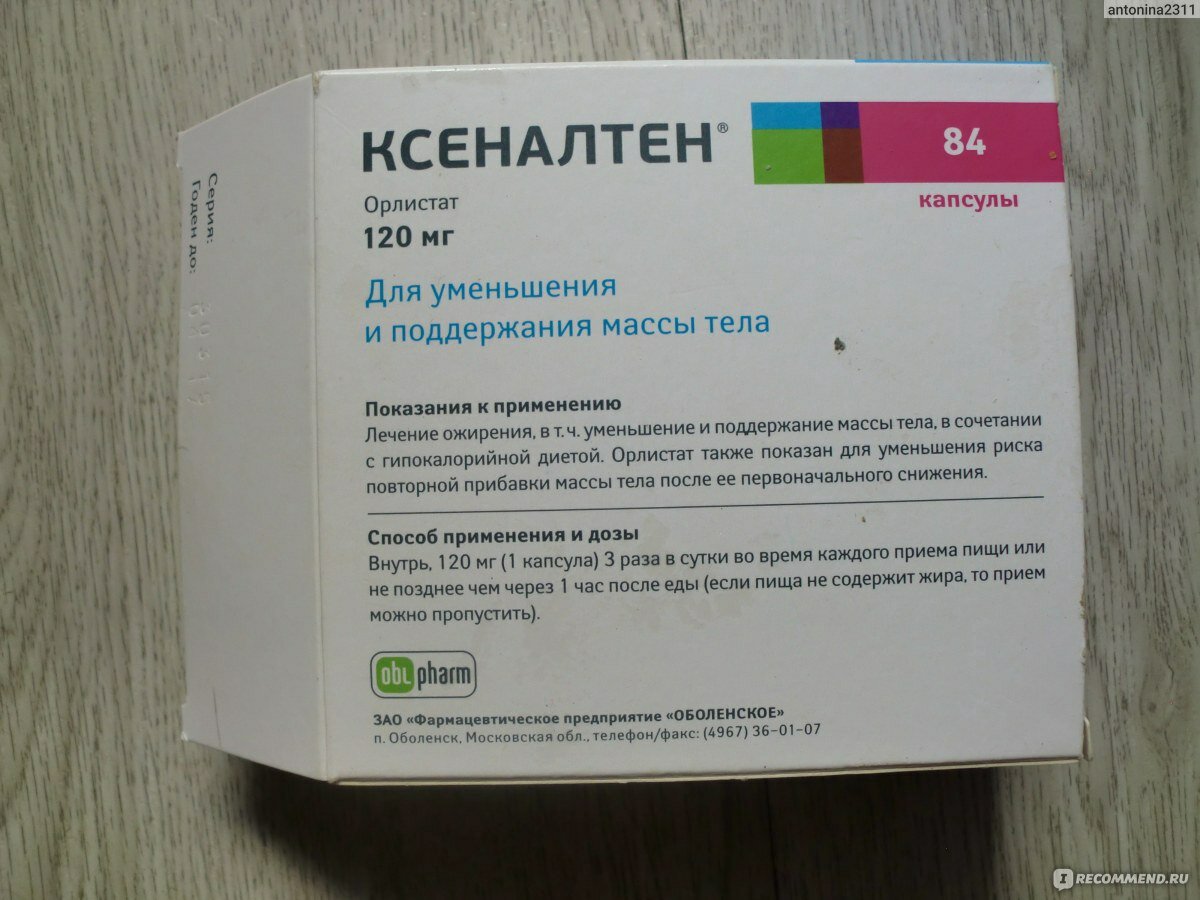 antonina2311
КСЕНАЛТЕН®
84
капсулы
Орлистат
120 мг
Для уменьшения
и поддержания массы тела
Серия:
Годен до:
Показания к применению
Лечение ожирения, в т. ч. уменьшение и поддержание массы тела, в сочетании
с гипокалорийной диетой. Орлистат также показан для уменьшения риска
повторной прибавки массы тела после ее первоначального снижения.
Способ применения и дозы
Внутрь, 120 мг (1 капсула) 3 раза в сутки во время каждого приема пищи или
не позднее чем через 1 час после еды (если пища не содержит жира, то прием
можно пропустить).
obl pharm
ЗАО «Фармацевтическое предприятие «ОБОЛЕНСКОЕ»
п. Оболенск, Московская обл., телефон/факс: (4967) 36-01-07
IRECOMMEND.RU